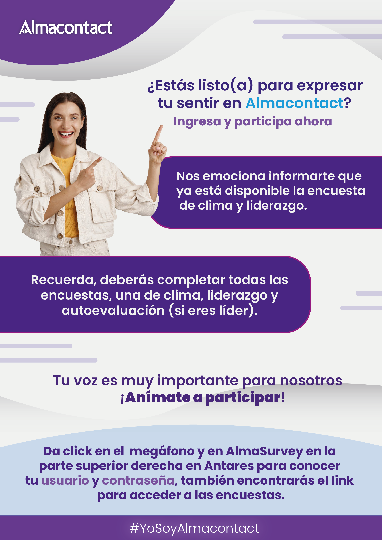 Almacontact
¿Estás listo(a) para expresar
tu sentir en Almacontact?
Ingresa y participa ahora
Nos emociona informarte que
ya está disponible la encuesta
de clima y liderazgo.
Recuerda, deberás completar todas las
encuestas, una de clima, liderazgo y
autoevaluación (si eres líder).
Tu voz es muy importante para nosotros
¡Anímate a participar!
Da click en el megáfono y en AlmaSurvey en la
parte superior derecha en Antares para conocer
tu usuario y contraseña, también encontrarás el link
para acceder a las encuestas.
#YoSoyAlmacontact